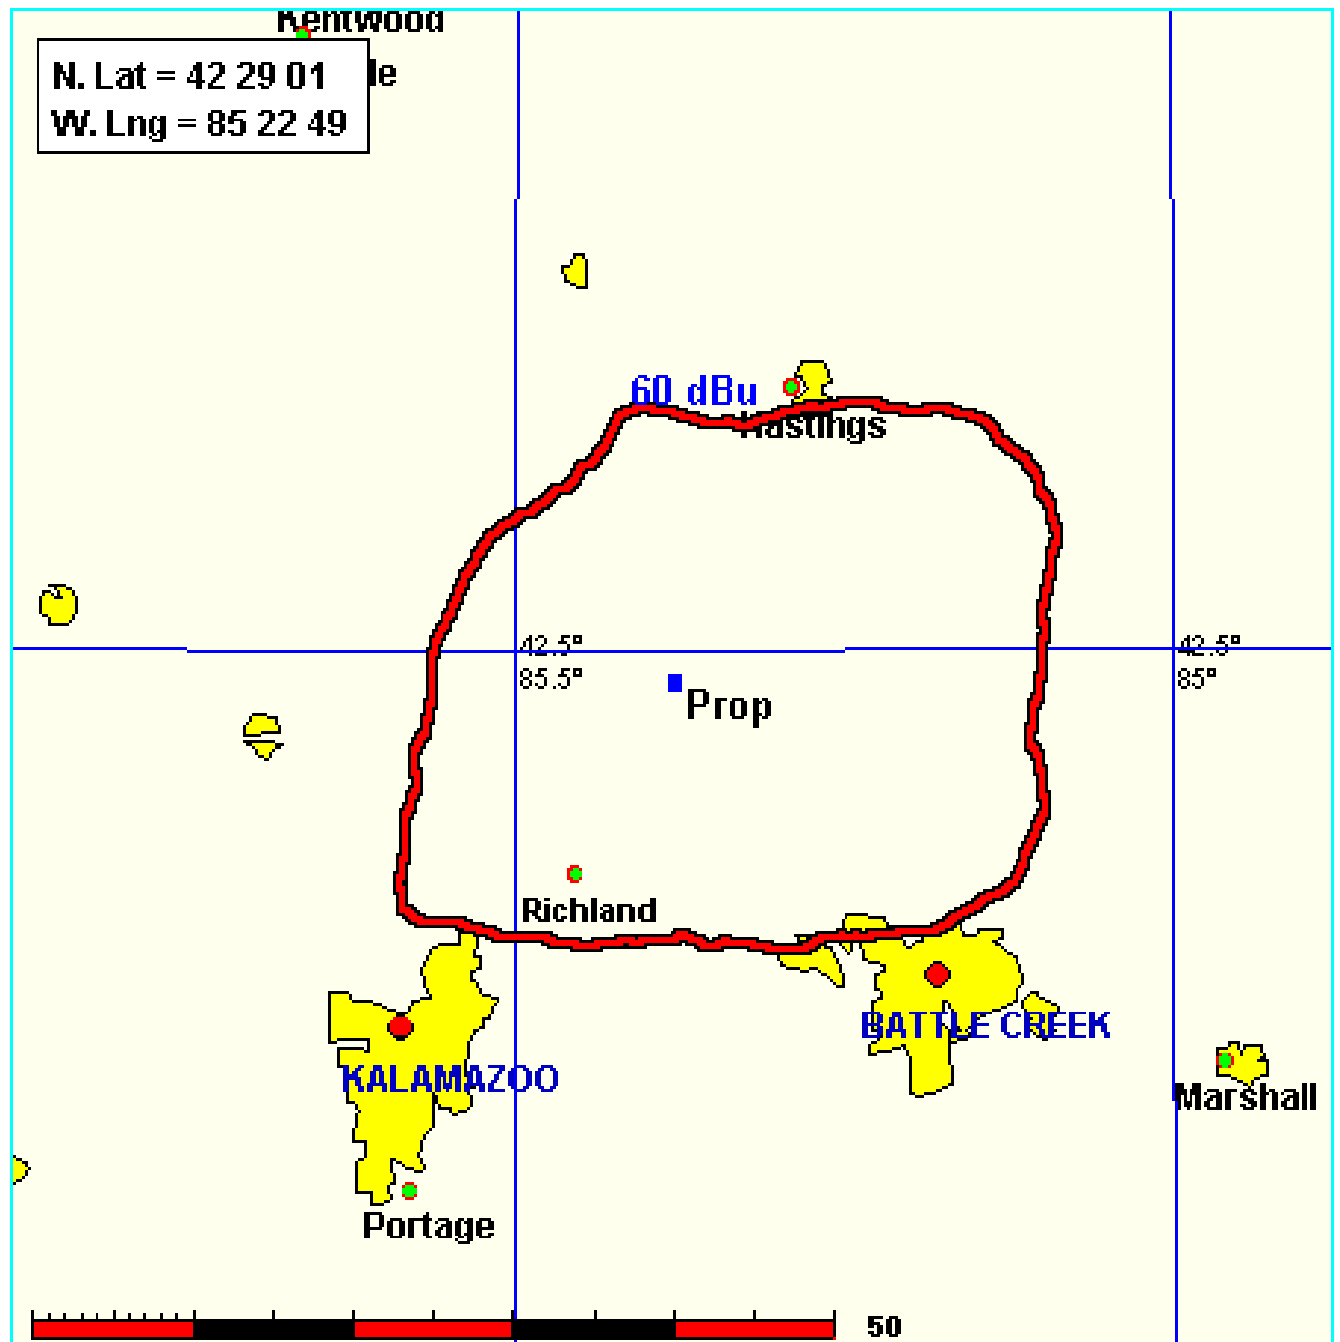 Kentwood
N. Lat = 42 29 01
le
W. Lng = 85 22 49
60 dBu
Hastings
42.5°
42.5°
85.5°
85°
Prop
Richland
BATTLE CREEK
KALAMAZOO
Marshall
Portage
50